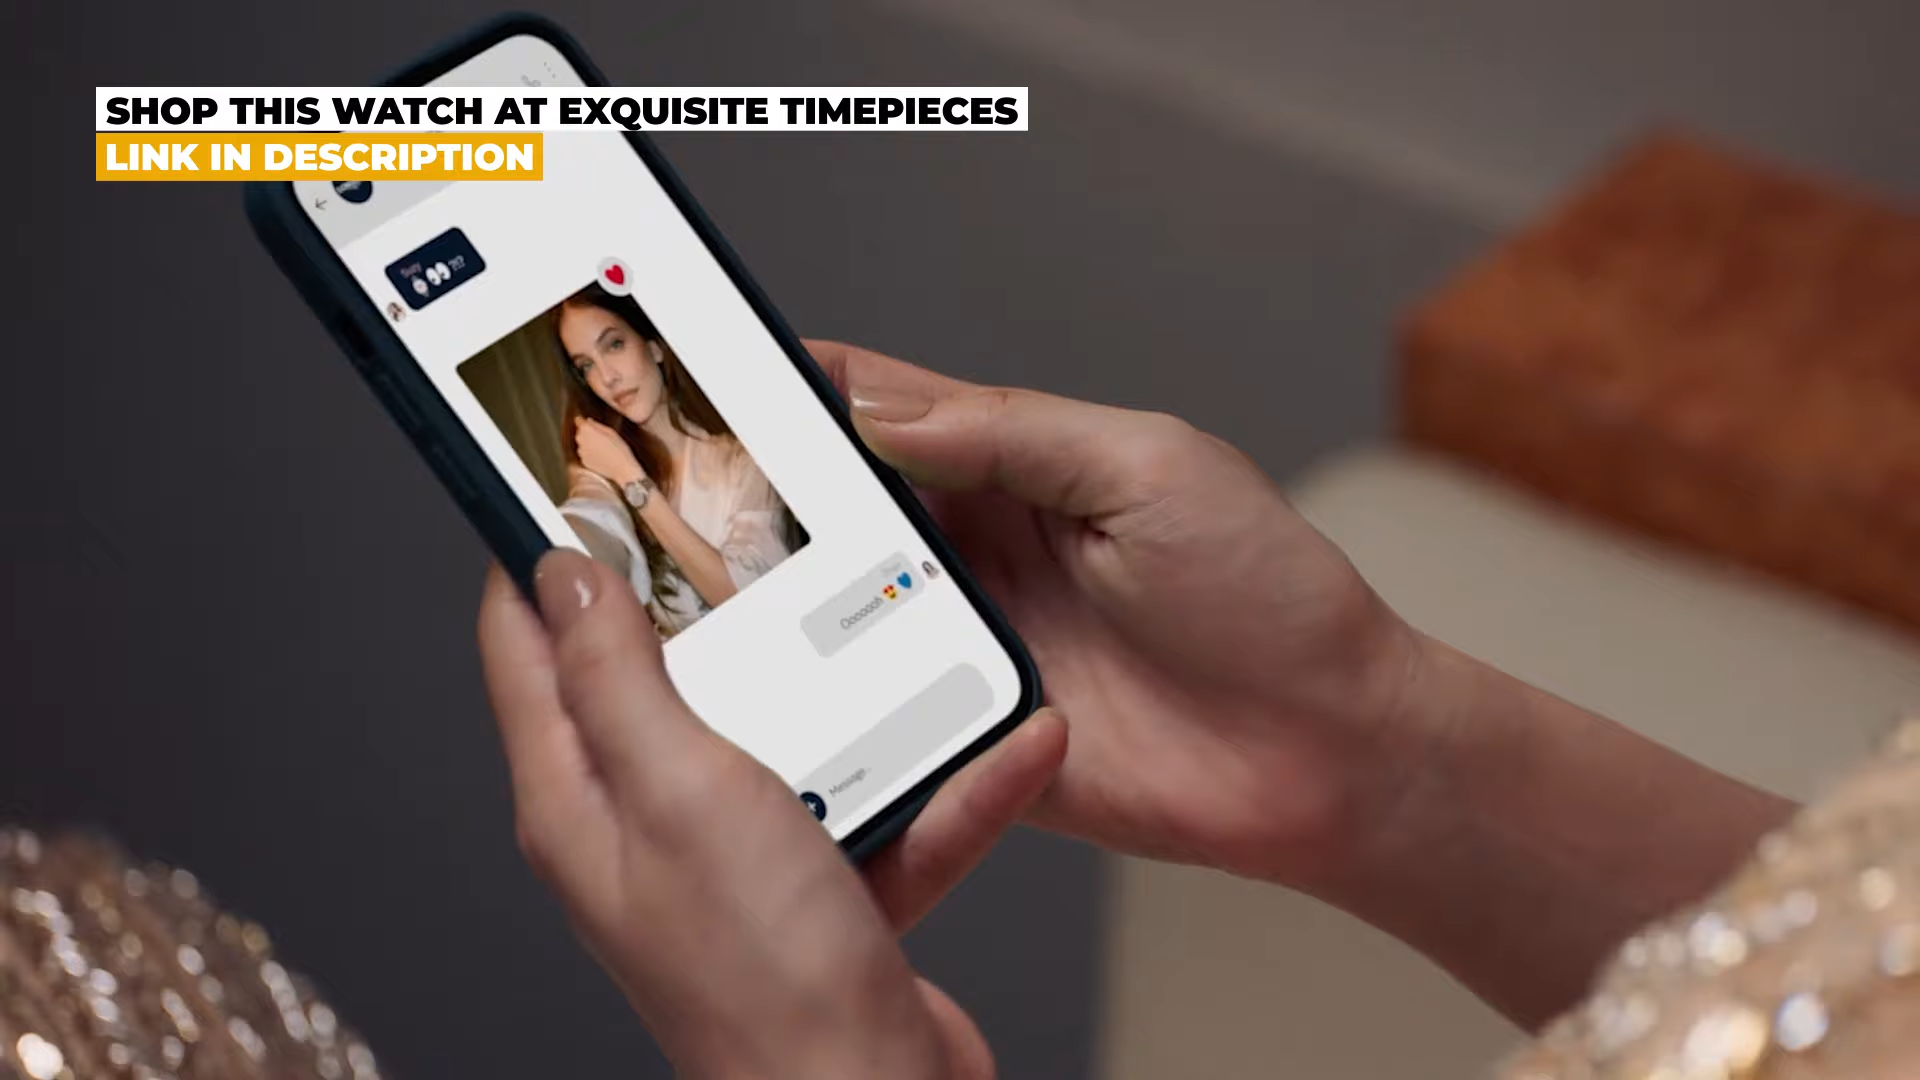 SHOP THIS WATCH AT EXQUISITE TIMEPIECES
LINK IN DESCRIPTION
?!?
Ooooooh
Message..